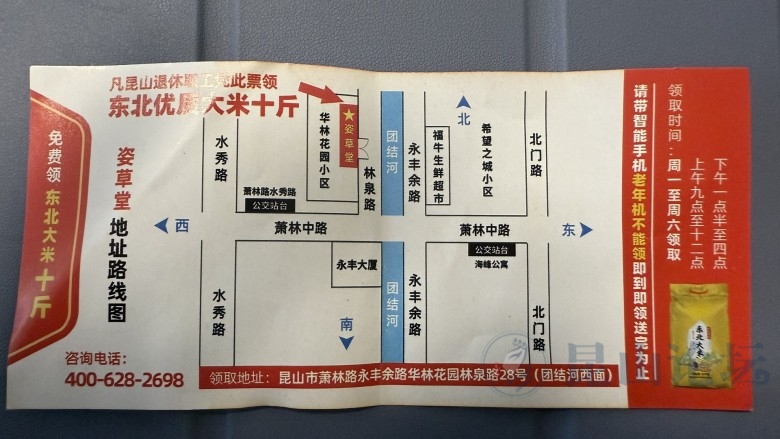 凡昆山退休职工凭此票领
东北优质大米十斤
免费领东北大米十斤
姿草堂
地址路线图
咨询电话:
400-628-2698
水秀路
华林花园小区
姿草堂
林泉路
团结河
永丰余路
福牛生鲜超市
希望之城小区
北门路
北
萧林路水秀路
公交站台
西
萧林中路
萧林中路
东
公交站台
海峰公寓
永丰大厦
水秀路
南
团结河
永丰余路
北门路
领取地址:昆山市萧林路永丰余路华林花园林泉路28号(团结河西面)
领取时间:周一至周六领取
上午九点至十二点
下午一点半至四点
请带智能手机老年机不能领即到即领送完为止
东北大米
昆山论坛